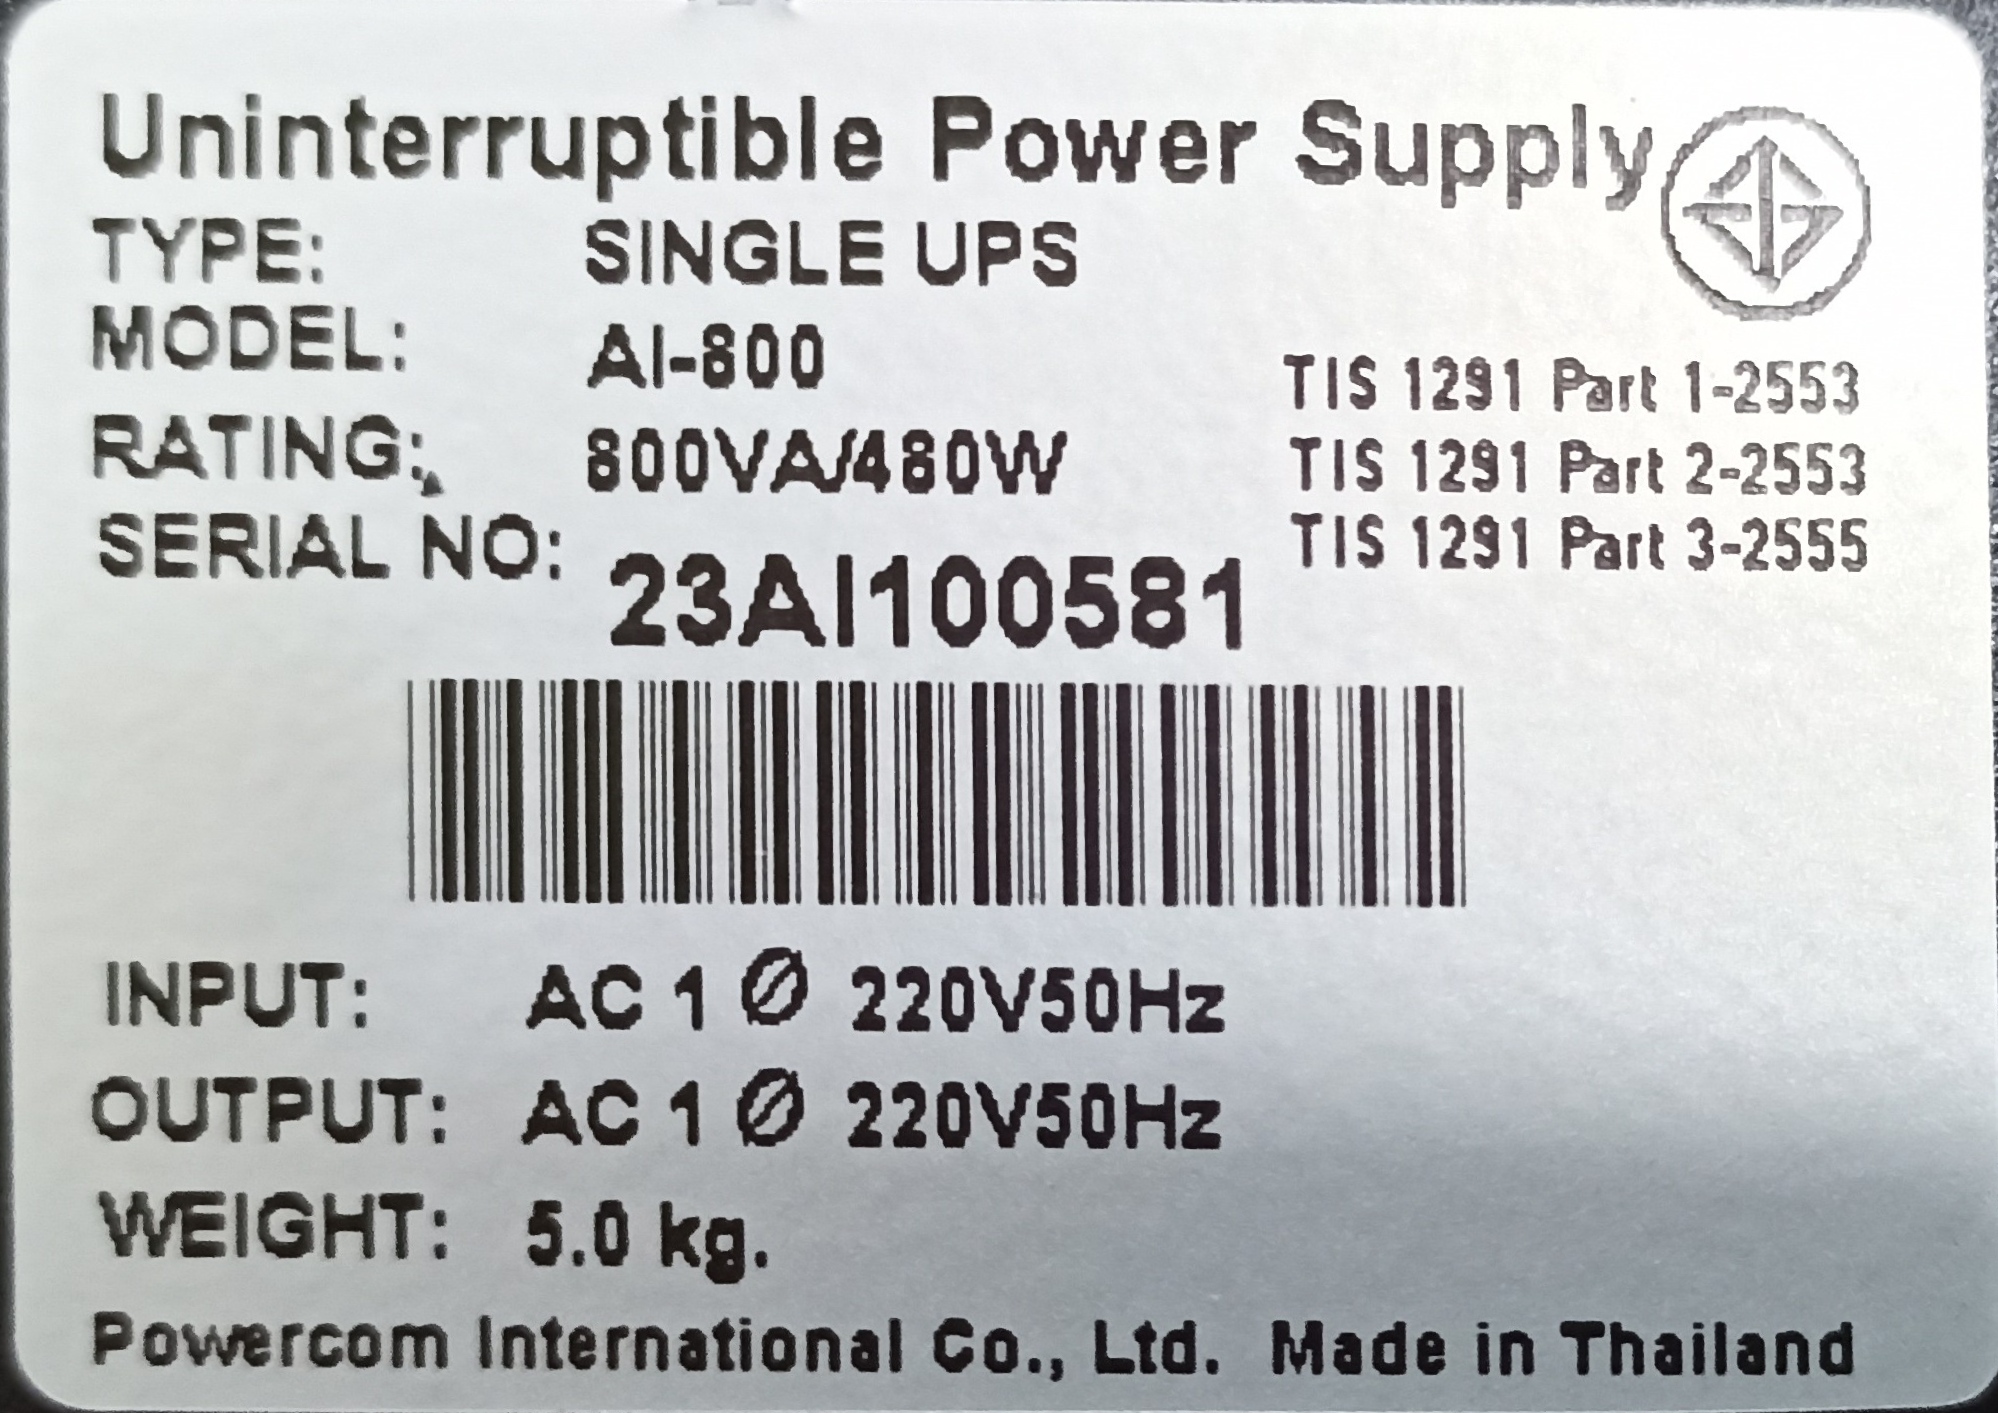 Uninterruptible Power Supply
TYPE: SINGLE UPS
MODEL: AI-800
RATING: 800VA/480W
SERIAL NO: 23AI100581
TIS 1291 Part 1-2553
TIS 1291 Part 2-2553
TIS 1291 Part 3-2555
INPUT: AC 1 Ø 220V50Hz
OUTPUT: AC 1 Ø 220V50Hz
WEIGHT: 5.0 kg.
Powercom International Co., Ltd. Made in Thailand